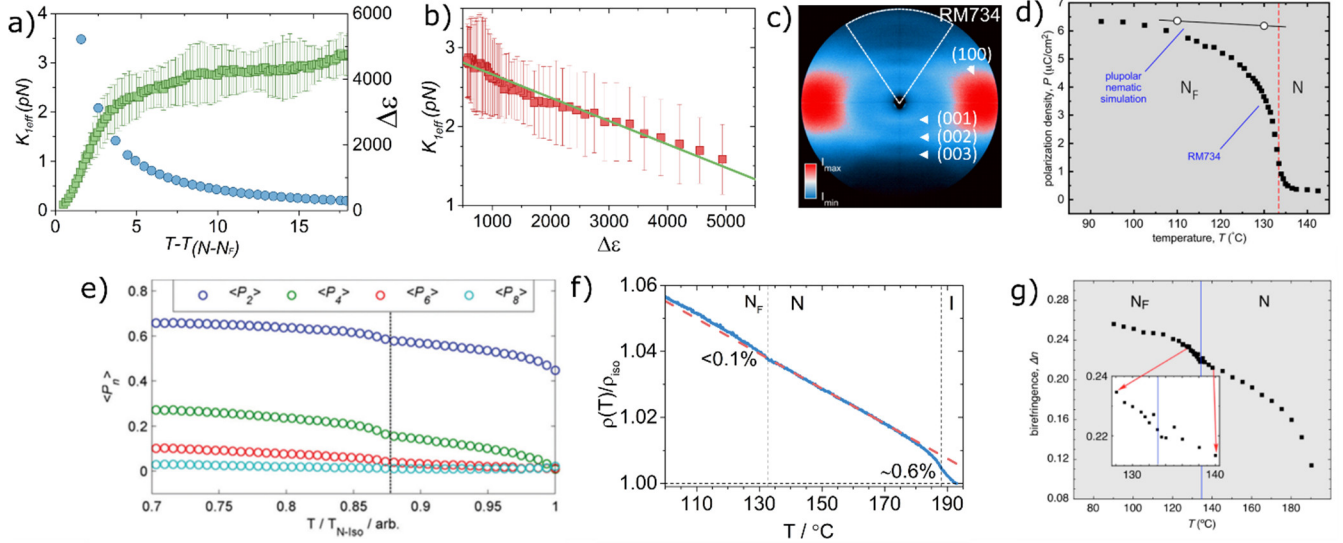 a)
K1eff (pN)
4
3
2
1
0
0
5
10
15
T-T(N-NF)
6000
5000
4000
3000
2000
1000
0
Δε
b)
K1eff (pN)
3
2
1
1000
2000
3000
4000
5000
Δε
c)
RM734
(100)
(001)
(002)
(003)
Imax
Imin
d)
polarization density, P (μC/cm2)
7
6
5
4
3
2
1
0
plupolar
nematic
simulation
NF
N
RM734
90
100
110
120
130
140
temperature, T (°C)
e)
<P2>
<P4>
<P6>
<P8>
<Pn>
0.6
0.4
0.2
0
0.7
0.75
0.8
0.85
0.9
0.95
1
T / TN-Iso / arb.
f)
ρ(T)/ρiso
1.06
1.04
1.02
1.00
NF
N
I
<0.1%
~0.6%
110
130
150
170
190
T / °C
g)
birefringence, Δn
0.28
0.24
0.20
0.16
0.12
0.08
NF
N
0.24
0.22
130
140
80
100
120
140
160
180
T (°C)